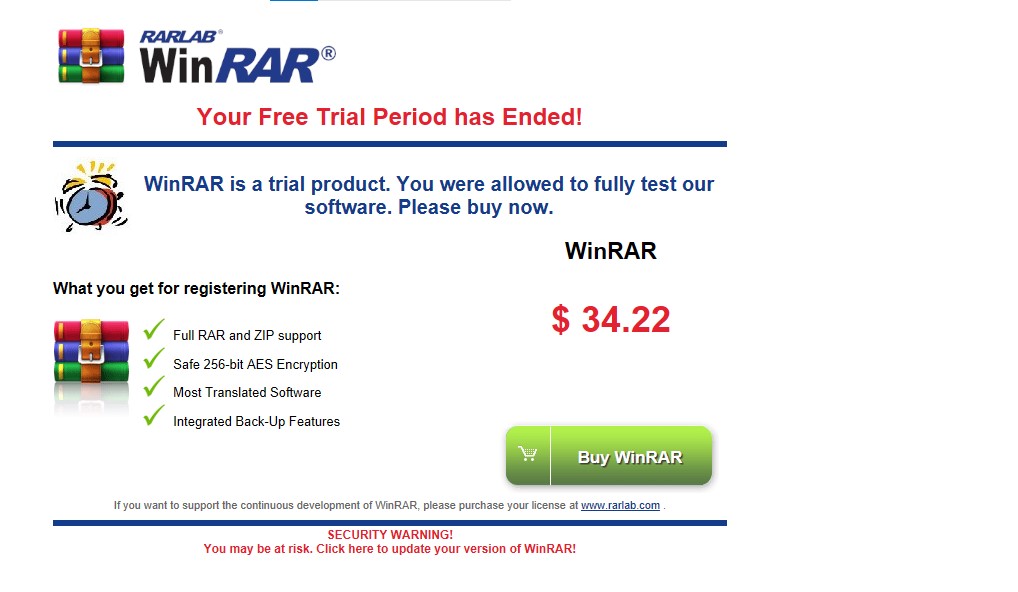 RARLAB®
WinRAR®
Your Free Trial Period has Ended!
WinRAR is a trial product. You were allowed to fully test our
software. Please buy now.
WinRAR
What you get for registering WinRAR:
$ 34.22
Full RAR and ZIP support
Safe 256-bit AES Encryption
Most Translated Software
Integrated Back-Up Features
Buy WinRAR
If you want to support the continuous development of WinRAR, please purchase your license at www.rarlab.com .
SECURITY WARNING!
You may be at risk. Click here to update your version of WinRAR!